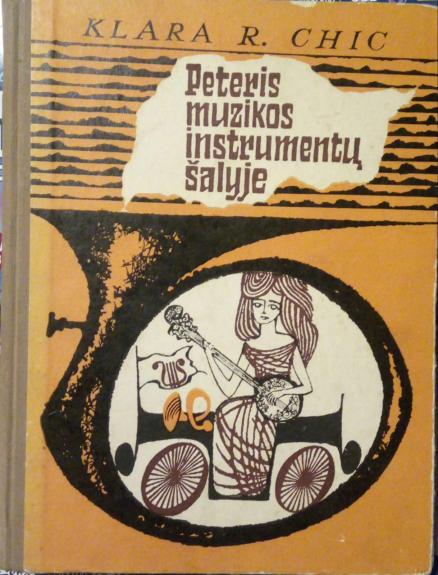 KLARA R. CHIC
Peteris
muzikos
instrumentų
šalyje